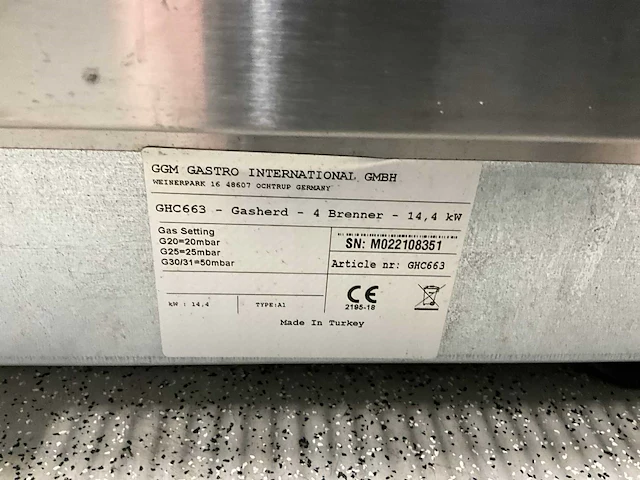 GGM GASTRO INTERNATIONAL GMBH
WEINERPARK 16 48607 OCHTRUP GERMANY
GHC663 - Gasherd - 4 Brenner - 14,4 kW
Gas Setting
G20=20mbar
G25=25mbar
G30/31=50mbar
SN: M022108351
Article nr: GHC663
kW : 14,4
TYPE:A1
CE
2195-18
Made In Turkey